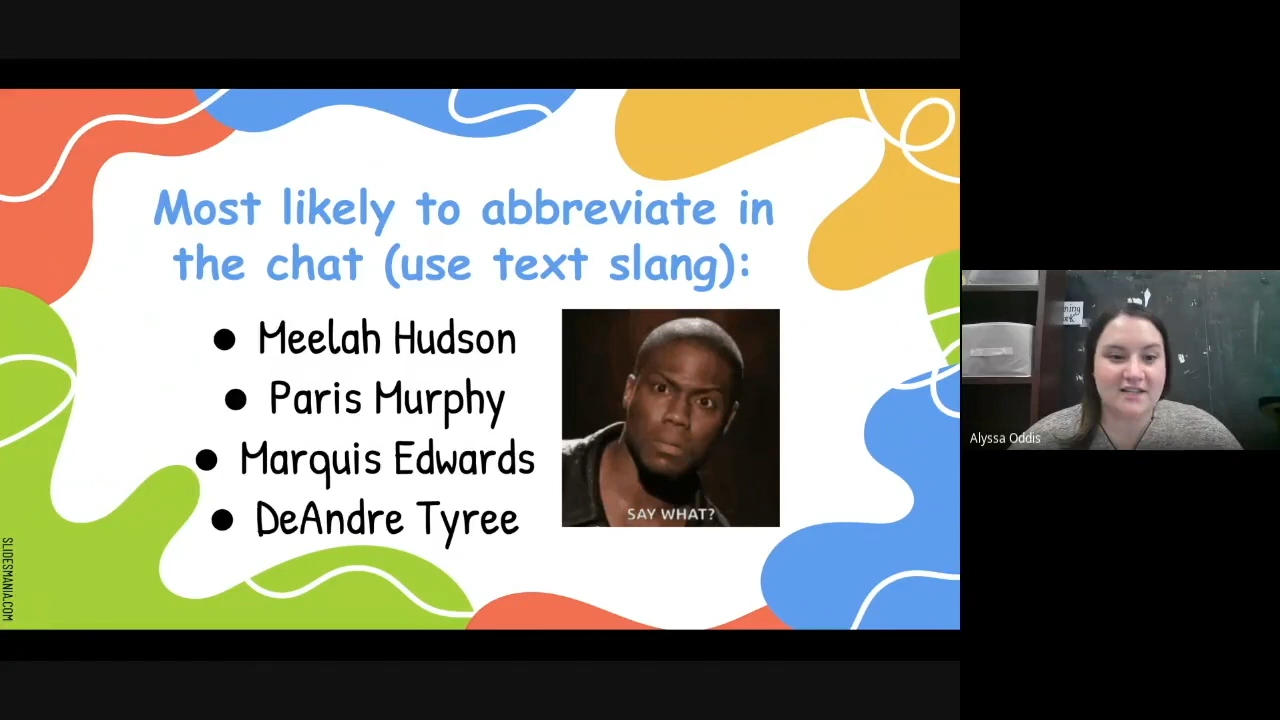 Most likely to abbreviate in
the chat (use text slang):
● Meelah Hudson
● Paris Murphy
● Marquis Edwards
● DeAndre Tyree
SAY WHAT?
SLIDESMANIA.COM
ning
Alyssa Oddis